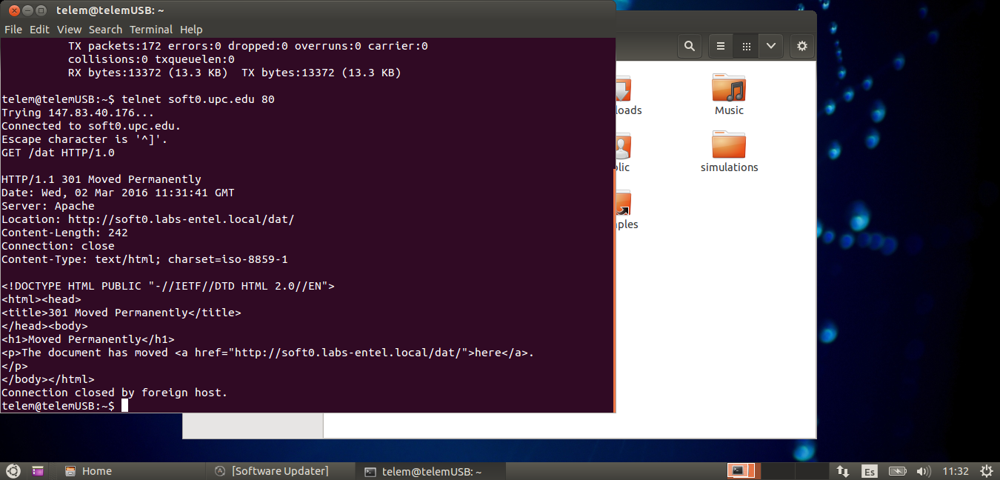 telem@telemUSB: ~
File Edit View Search Terminal Help
TX packets:172 errors:0 dropped:0 overruns:0 carrier:0
collisions:0 txqueuelen:0
RX bytes:13372 (13.3 KB)  TX bytes:13372 (13.3 KB)
telem@telemUSB:~$ telnet soft0.upc.edu 80
Trying 147.83.40.176...
Connected to soft0.upc.edu.
Escape character is '^]'.
GET /dat HTTP/1.0
HTTP/1.1 301 Moved Permanently
Date: Wed, 02 Mar 2016 11:31:41 GMT
Server: Apache
Location: http://soft0.labs-entel.local/dat/
Content-Length: 242
Connection: close
Content-Type: text/html; charset=iso-8859-1
<!DOCTYPE HTML PUBLIC "-//IETF//DTD HTML 2.0//EN">
<html><head>
<title>301 Moved Permanently</title>
</head><body>
<h1>Moved Permanently</h1>
<p>The document has moved <a href="http://soft0.labs-entel.local/dat/">here</a>.
</p>
</body></html>
Connection closed by foreign host.
telem@telemUSB:~$
loads
Music
lic
simulations
ples
Home
[Software Updater]
telem@telemUSB: ~
Es
11:32